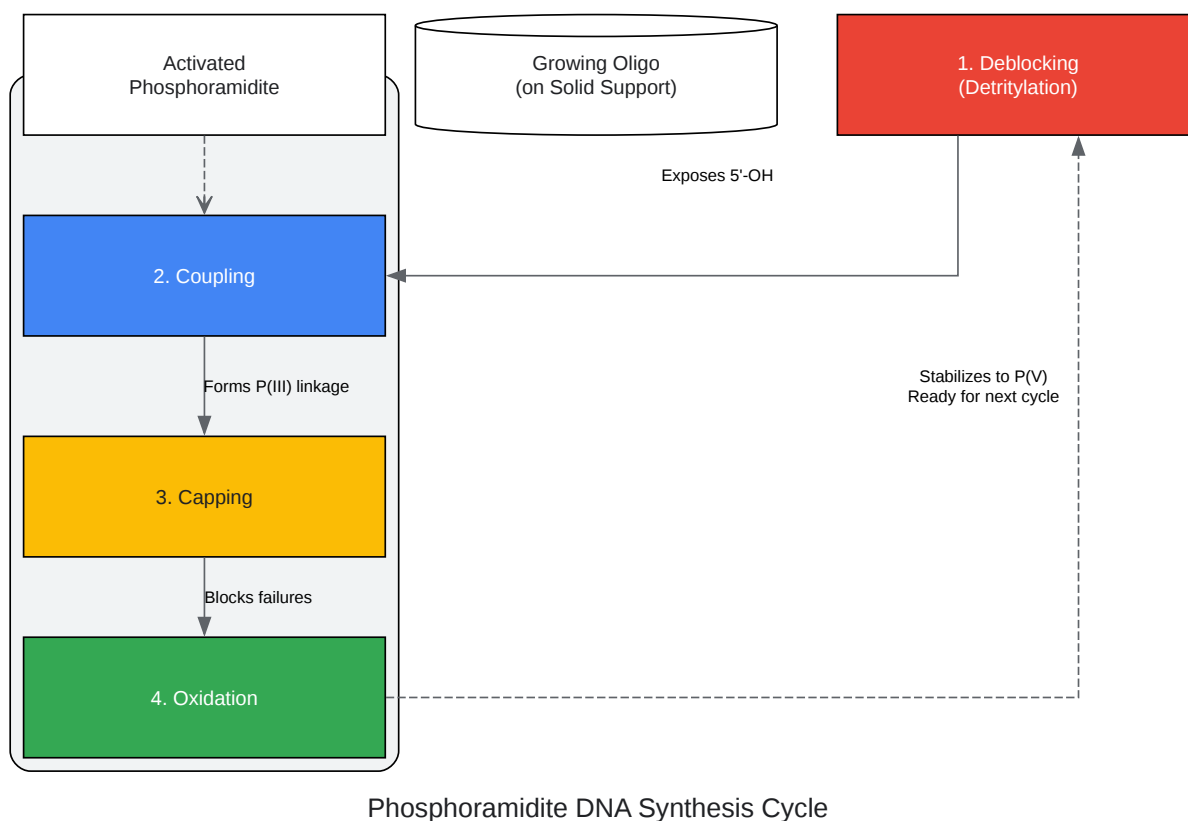 Activated
Phosphoramidite
Growing Oligo
(on Solid Support)
1. Deblocking
(Detritylation)
Exposes 5'-OH
2. Coupling
Forms P(III) linkage
Stabilizes to P(V)
Ready for next cycle
3. Capping
Blocks failures
4. Oxidation
Phosphoramidite DNA Synthesis Cycle